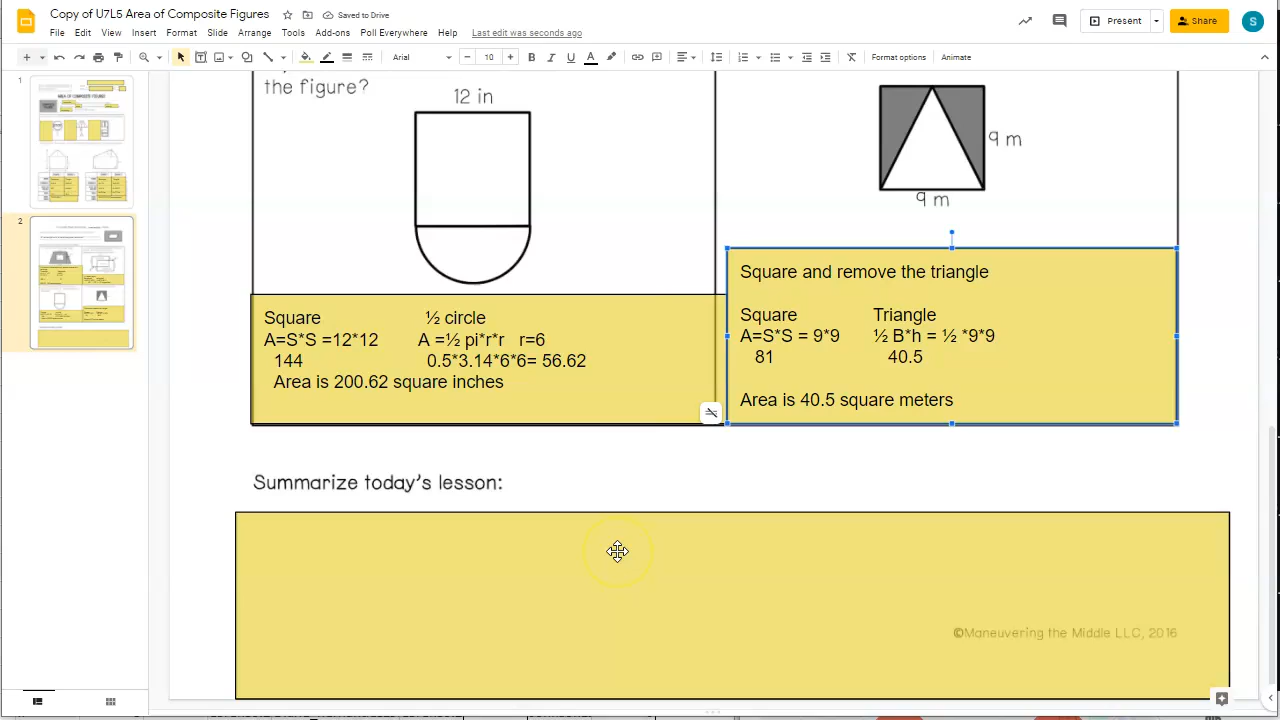 Copy of U7L5 Area of Composite Figures
Saved to Drive
File Edit View Insert Format Slide Arrange Tools Add-ons Poll Everywhere Help Last edit was seconds ago
Present
Share
S
Arial
10
Format options
Animate
1
2
the figure?
12 in
9 m
9 m
Square ½ circle
A=S*S =12*12 A =½ pi*r*r r=6
144 0.5*3.14*6*6= 56.62
Area is 200.62 square inches
Square and remove the triangle
Square Triangle
A=S*S = 9*9 ½ B*h = ½ *9*9
81 40.5
Area is 40.5 square meters
Summarize today's lesson:
©Maneuvering the Middle LLC, 2016